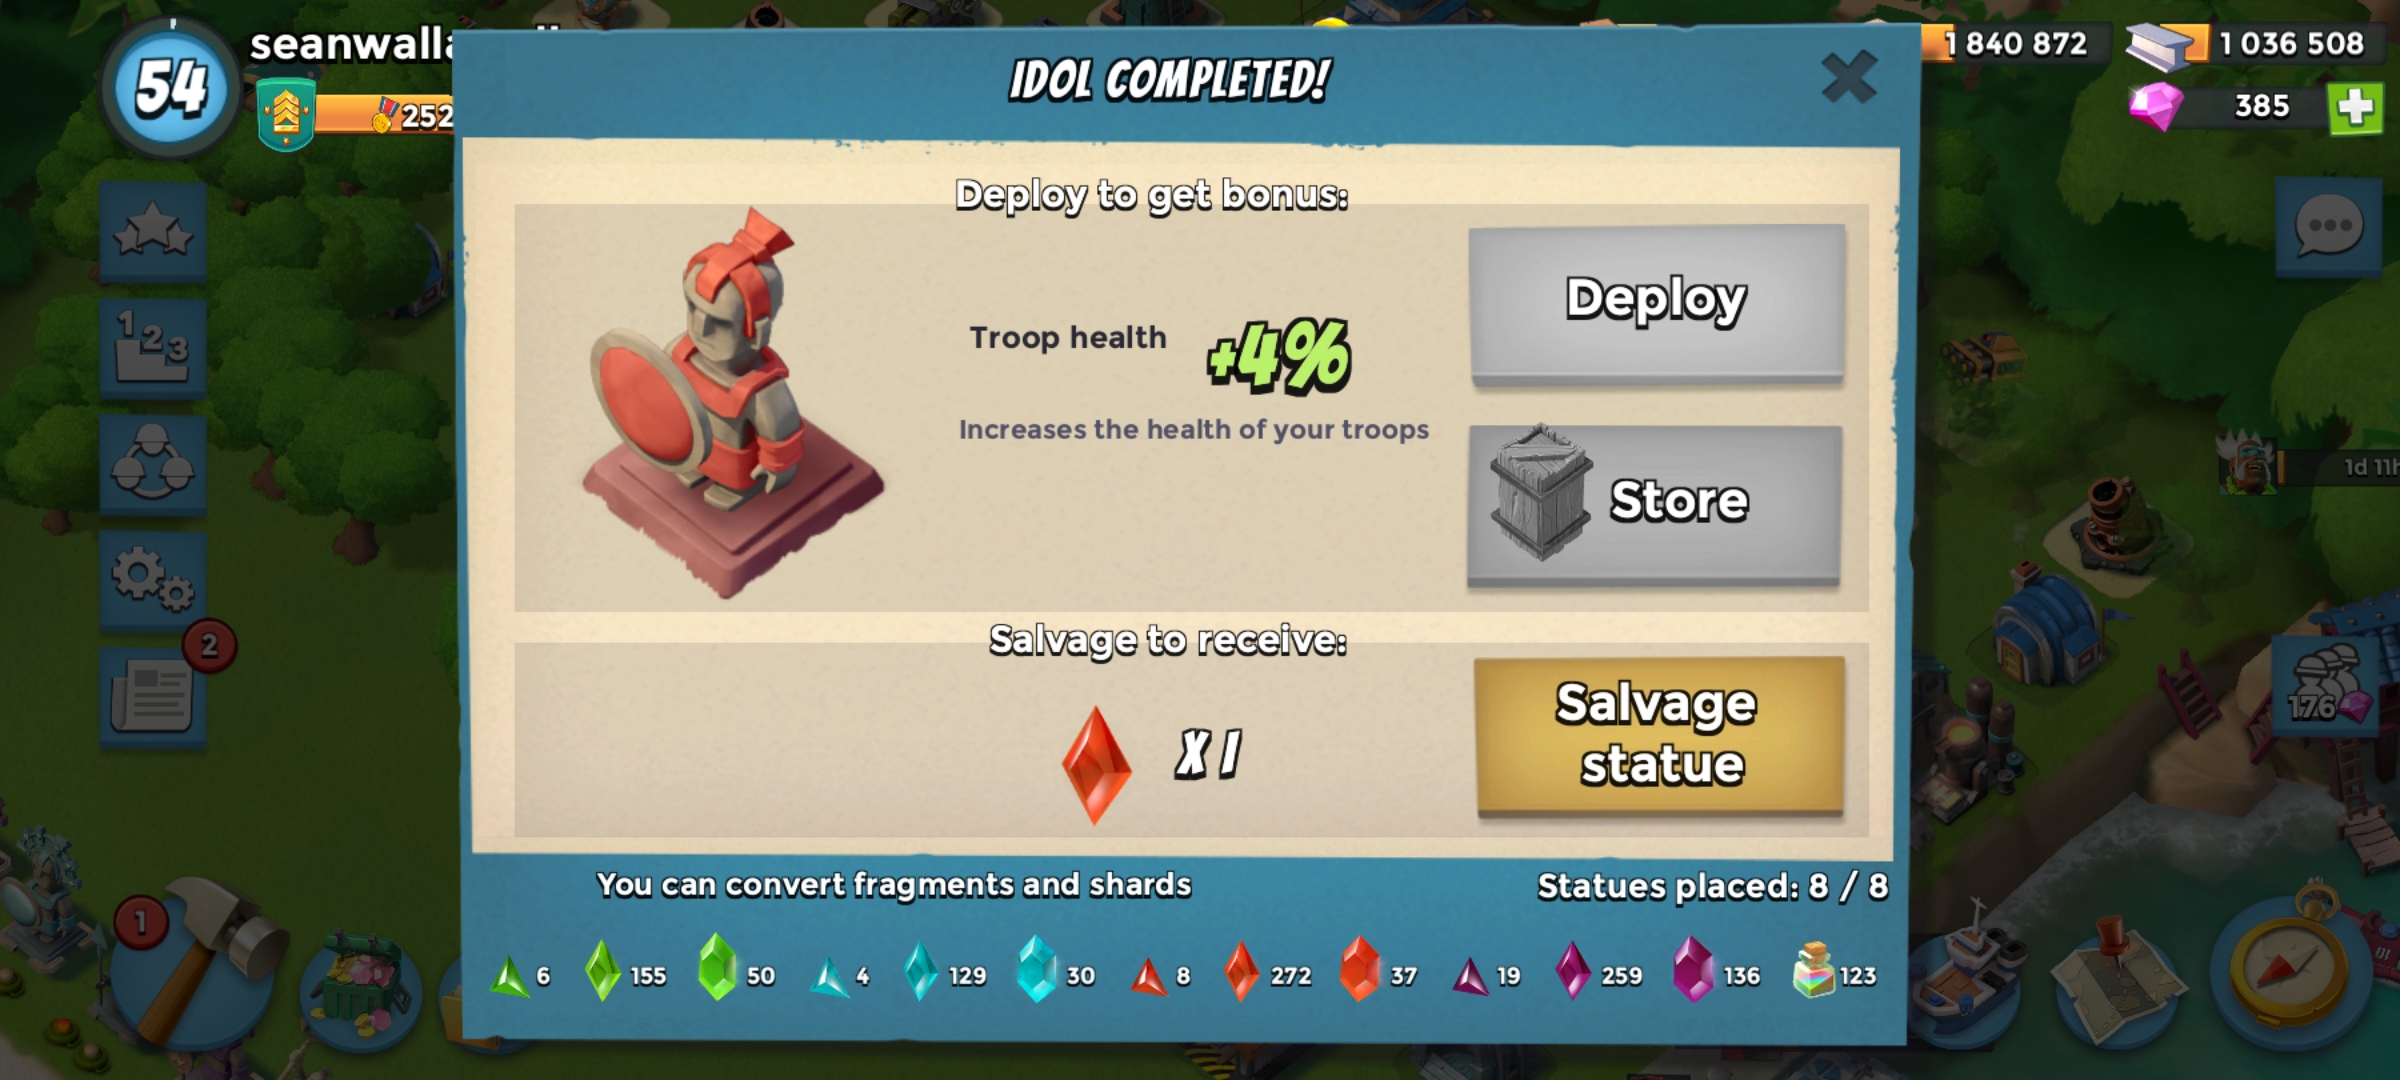 54
252
IDOL COMPLETED!
1 840 872
1 036 508
385
Deploy to get bonus:
Deploy
Troop health
+4%
Increases the health of your troops
Store
1 2 3
1d 11h
2
Salvage to receive:
X 1
Salvage
statue
176
You can convert fragments and shards
Statues placed: 8 / 8
1
6
155
50
4
129
30
8
272
37
19
259
136
123